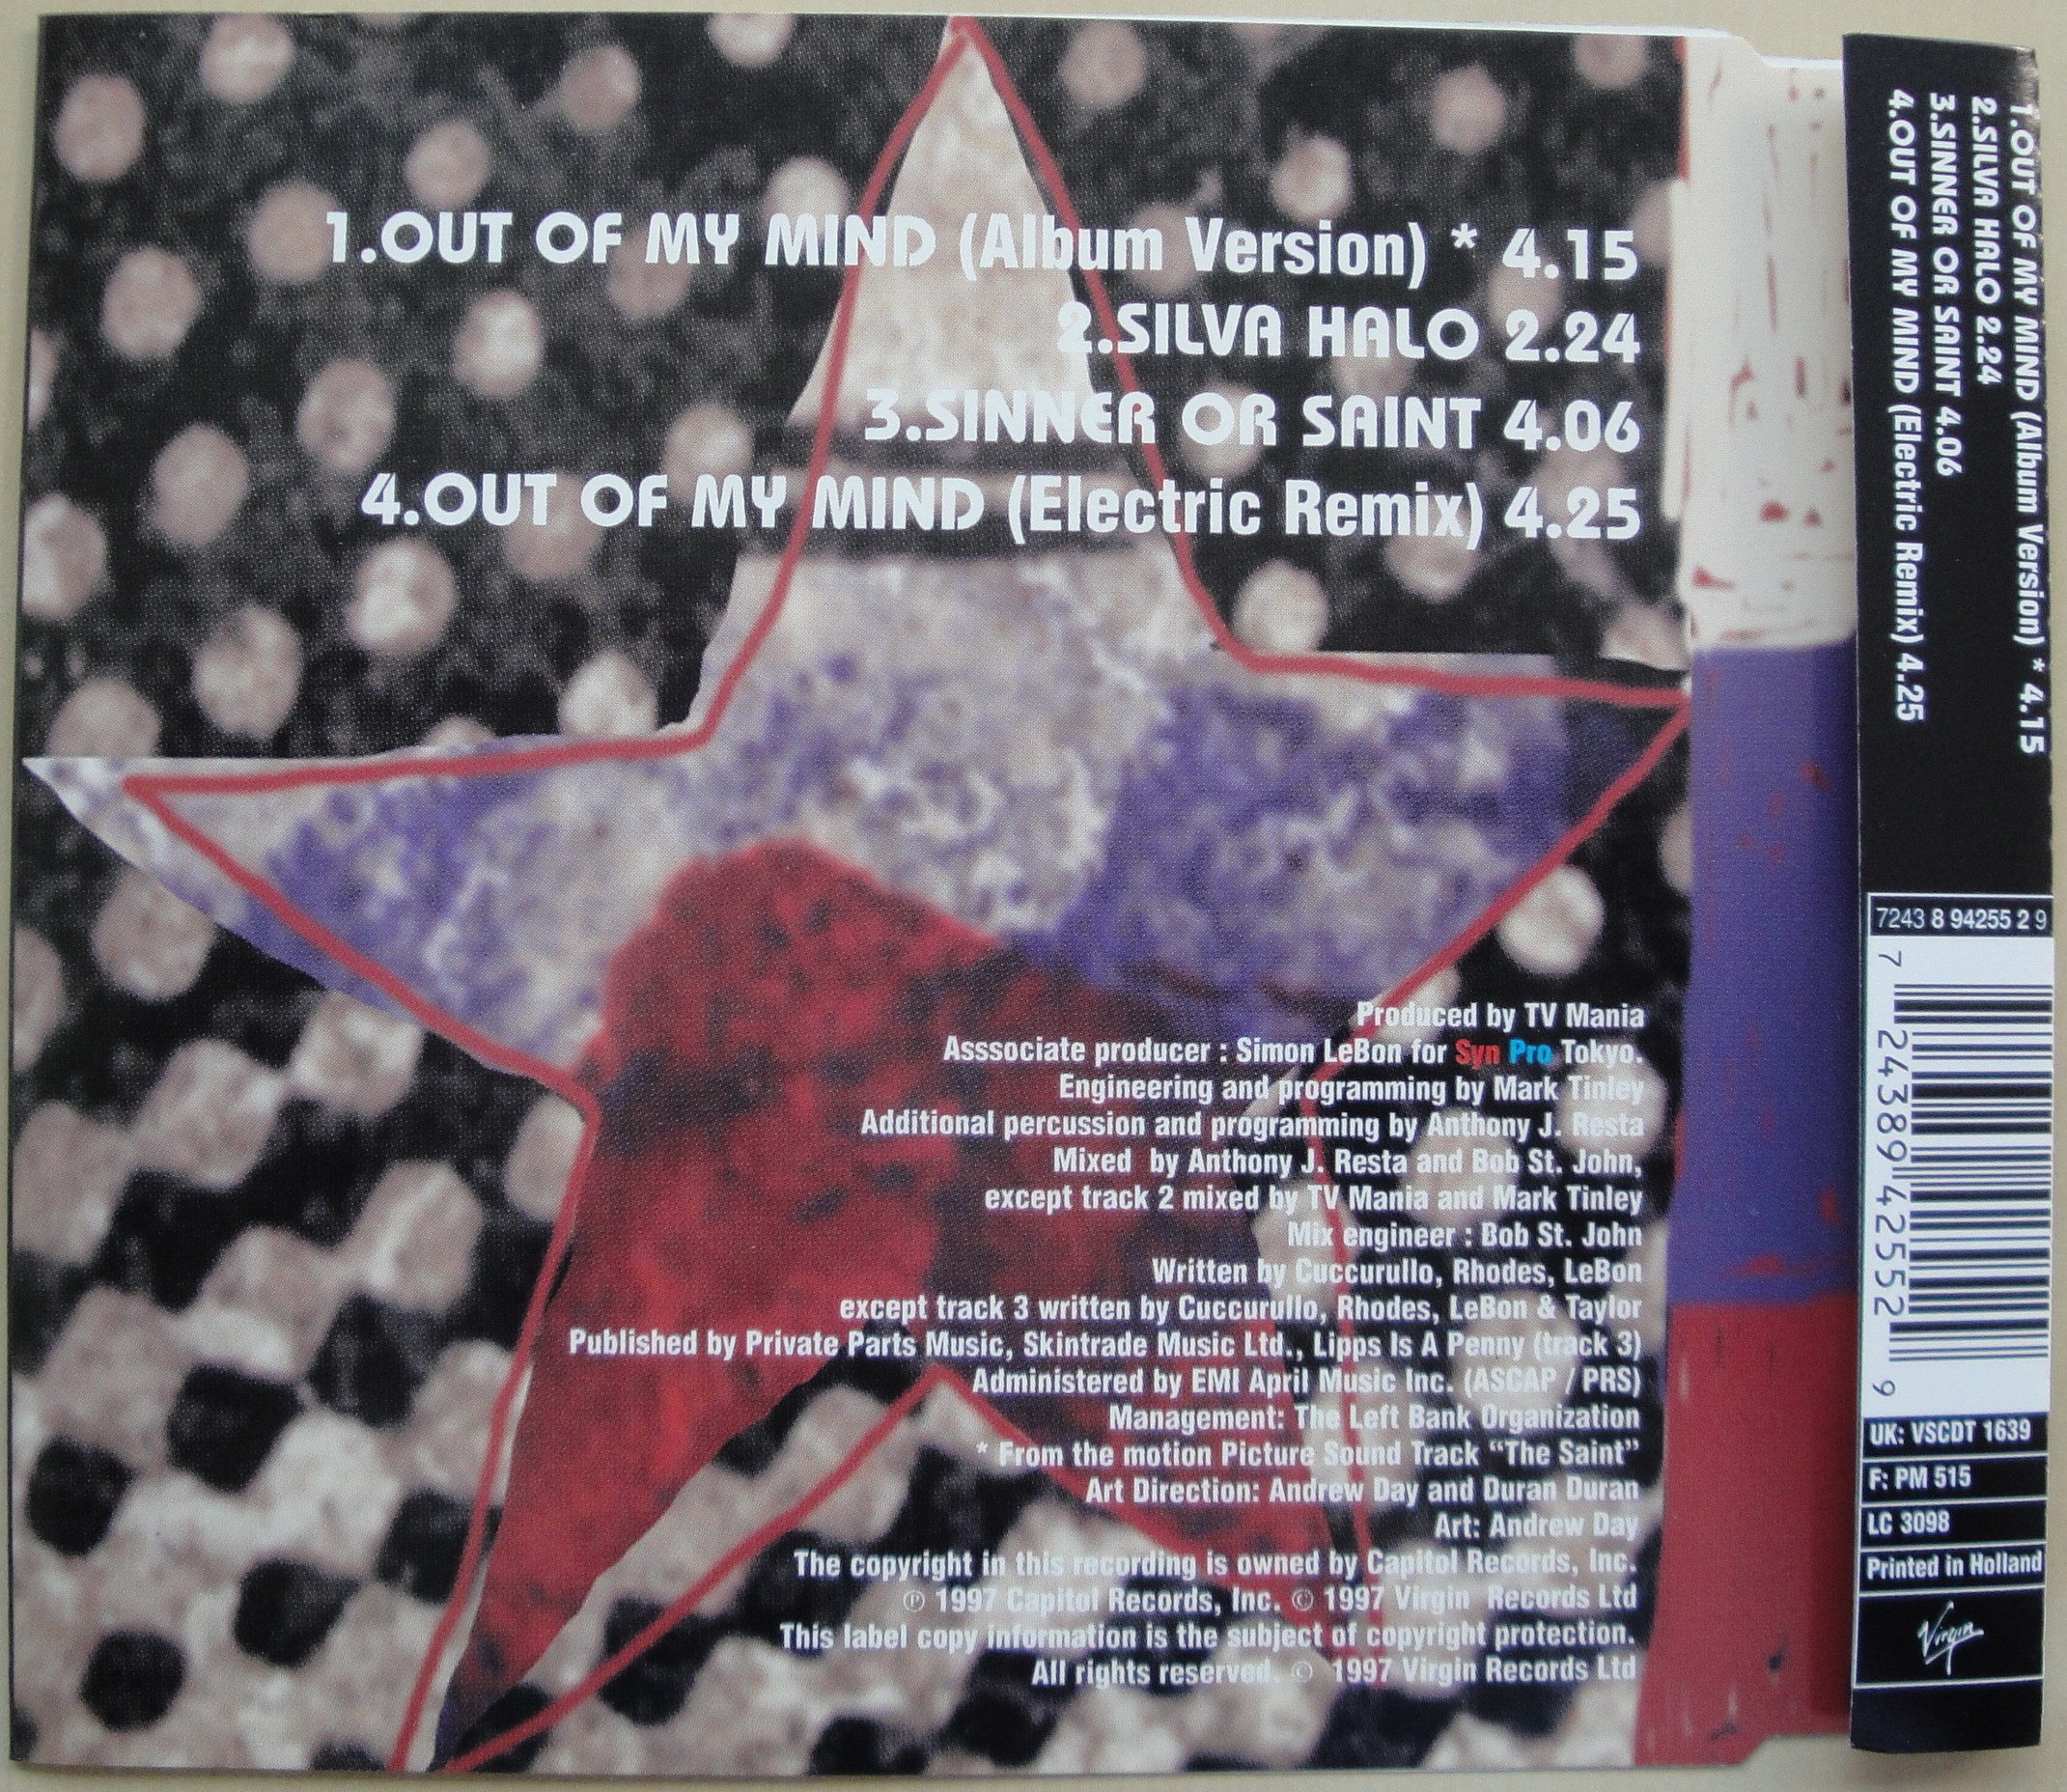 1.OUT OF MY MIND (Album Version) * 4.15
2.SILVA HALO 2.24
3.SINNER OR SAINT 4.06
4.OUT OF MY MIND (Electric Remix) 4.25
Produced by TV Mania
Asssociate producer : Simon LeBon for Syn Pro Tokyo.
Engineering and programming by Mark Tinley
Additional percussion and programming by Anthony J. Resta
Mixed by Anthony J. Resta and Bob St. John,
except track 2 mixed by TV Mania and Mark Tinley
Mix engineer : Bob St. John
Written by Cuccurullo, Rhodes, LeBon
except track 3 written by Cuccurullo, Rhodes, LeBon & Taylor
Published by Private Parts Music, Skintrade Music Ltd., Lipps Is A Penny (track 3)
Administered by EMI April Music Inc. (ASCAP / PRS)
Management: The Left Bank Organization
* From the motion Picture Sound Track “The Saint”
Art Direction: Andrew Day and Duran Duran
Art: Andrew Day
The copyright in this recording is owned by Capitol Records, Inc.
℗ 1997 Capitol Records, Inc. © 1997 Virgin Records Ltd
This label copy information is the subject of copyright protection.
All rights reserved. © 1997 Virgin Records Ltd
1.OUT OF MY MIND (Album Version) * 4.15
2.SILVA HALO 2.24
3.SINNER OR SAINT 4.06
4.OUT OF MY MIND (Electric Remix) 4.25
7243 8 94255 2 9
7 24389 42552 9
UK: VSCDT 1639
F: PM 515
LC 3098
Printed in Holland
Virgin